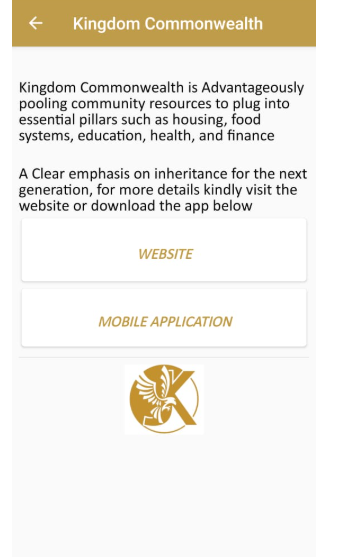 Kingdom Commonwealth
Kingdom Commonwealth is Advantageously
pooling community resources to plug into
essential pillars such as housing, food
systems, education, health, and finance
A Clear emphasis on inheritance for the next
generation, for more details kindly visit the
website or download the app below
WEBSITE
MOBILE APPLICATION
K